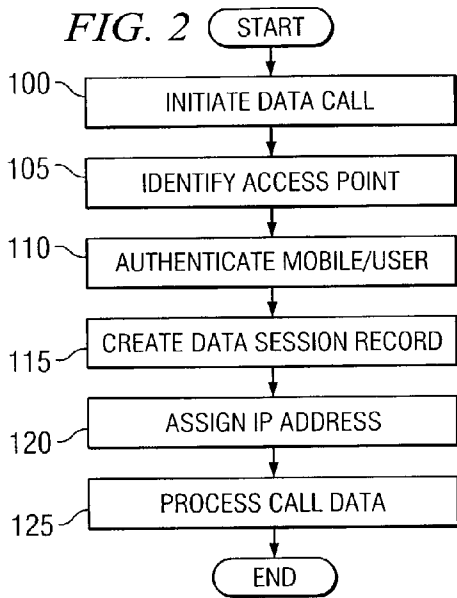 FIG. 2
START
100
INITIATE DATA CALL
105
IDENTIFY ACCESS POINT
110
AUTHENTICATE MOBILE/USER
115
CREATE DATA SESSION RECORD
120
ASSIGN IP ADDRESS
125
PROCESS CALL DATA
END